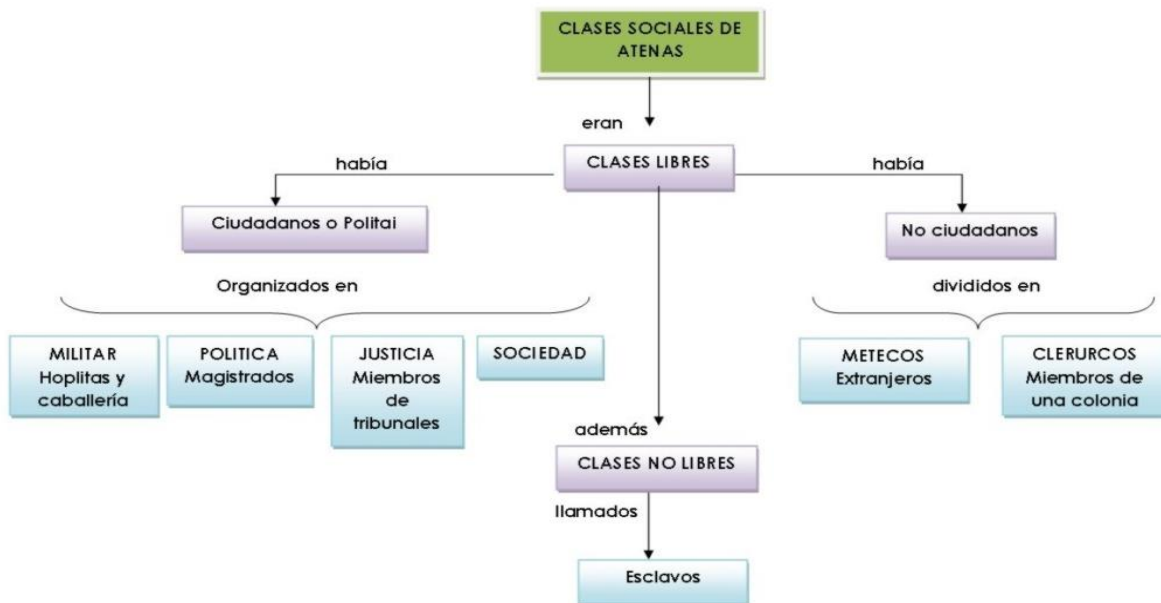 CLASES SOCIALES DE
ATENAS
eran
CLASES LIBRES
había
había
Ciudadanos o Politai
No ciudadanos
Organizados en
divididos en
MILITAR
Hoplitas y
caballería
POLITICA
Magistrados
JUSTICIA
Miembros
de
tribunales
SOCIEDAD
METECOS
Extranjeros
CLERURCOS
Miembros de
una colonia
además
CLASES NO LIBRES
llamados
Esclavos